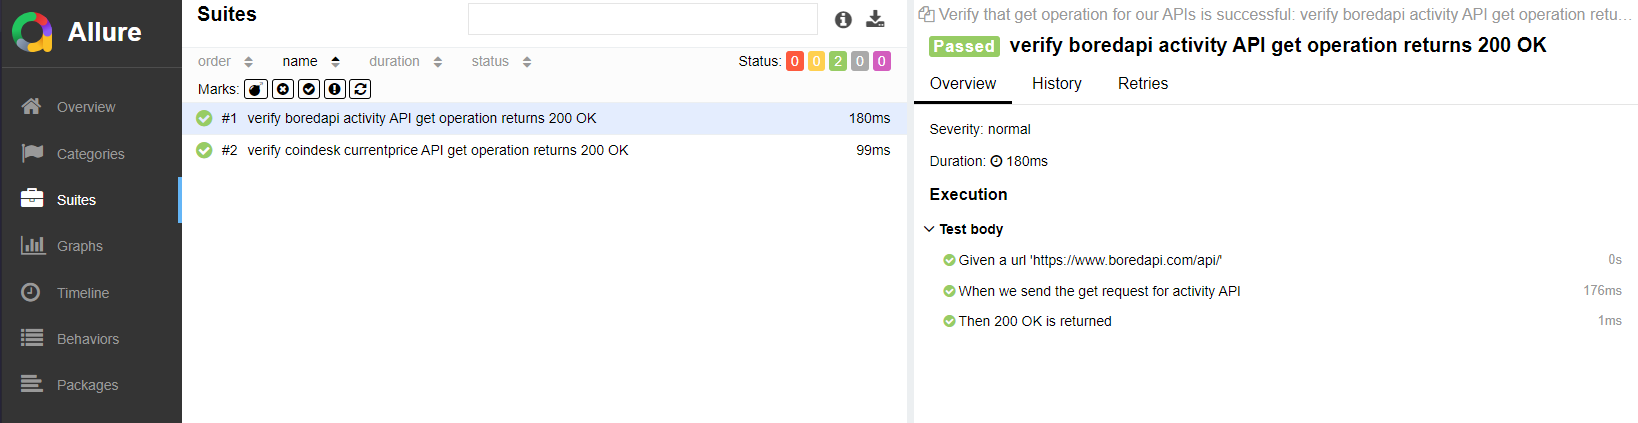 Allure
Overview
Categories
Suites
Graphs
Timeline
Behaviors
Packages
Suites
order name duration status Status: 0 0 2 0 0
Marks:
#1 verify boredapi activity API get operation returns 200 OK 180ms
#2 verify coindesk currentprice API get operation returns 200 OK 99ms
Verify that get operation for our APIs is successful: verify boredapi activity API get operation retu...
Passed verify boredapi activity API get operation returns 200 OK
Overview History Retries
Severity: normal
Duration: 180ms
Execution
Test body
Given a url 'https://www.boredapi.com/api/' 0s
When we send the get request for activity API 176ms
Then 200 OK is returned 1ms